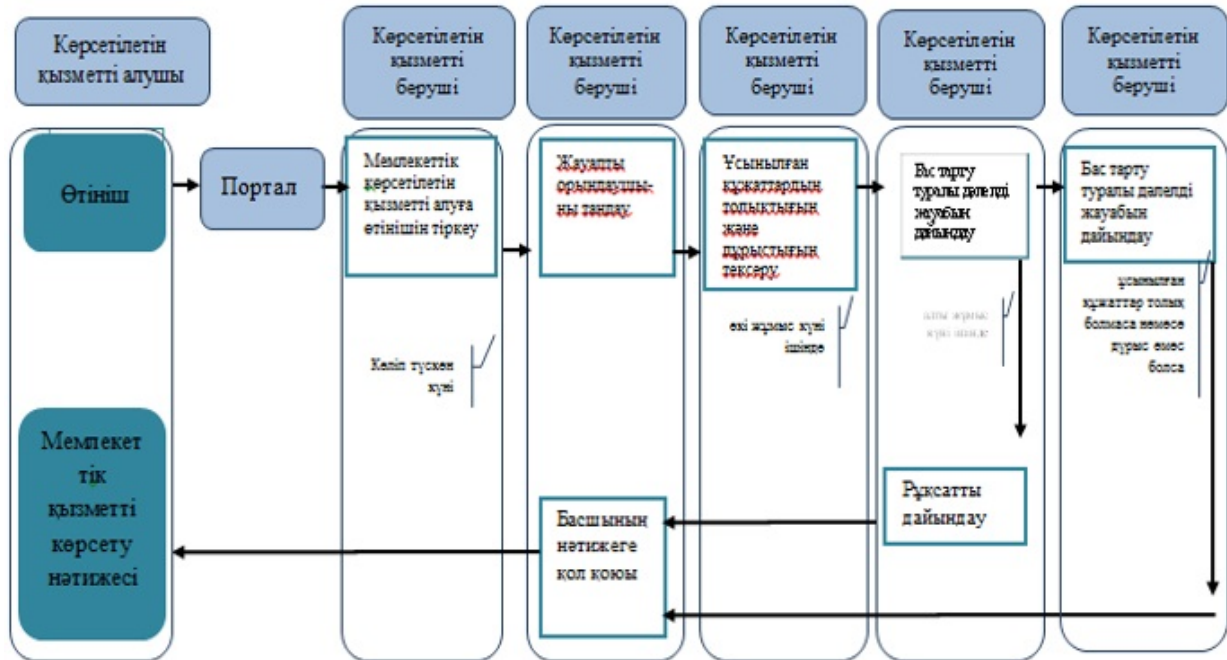 Көрсетілетін
қызметті алушы
Көрсетілетін
қызметті
беруші
Көрсетілетін
қызметті
беруші
Көрсетілетін
қызметті
беруші
Көрсетілетін
қызметті
беруші
Көрсетілетін
қызметті
беруші
Өтініш
Портал
Мемлекеттік
көрсетілетін
қызметті алуға
өтінішін тіркеу
Жауапты
орындаушы-
ны таңдау
Ұсынылған
құжаттардың
толықтығын
және
дұрыстығын
тексеру
Бас тарту
туралы дәлелді
жауабын
дайындау
Бас тарту
туралы дәлелді
жауабын
дайындау
Келіп түскен
күні
екі жұмыс күні
ішінде
жұмыс
күні ішінде
ұсынылған
құжаттар толық
болмаса немесе
дұрыс емес
болса
Мемлекет
тік
қызметті
көрсету
нәтижесі
Басшының
нәтижеге
қол қоюы
Рұқсатты
дайындау